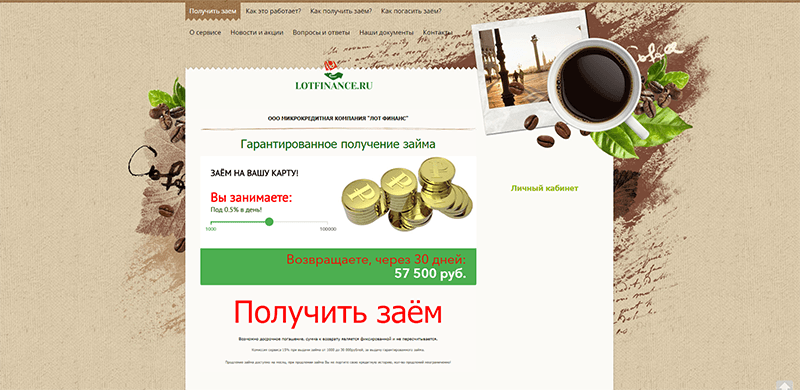 Получить заем Как это работает? Как получить займ? Как погасить заём?
О сервисе Новости и акции Вопросы и ответы Наши документы Контакты
LOTFINANCE.RU
ООО МИКРОКРЕДИТНАЯ КОМПАНИЯ "ЛОТ ФИНАНС"
Гарантированное получение займа
ЗАЁМ НА ВАШУ КАРТУ!
Вы занимаете:
Под 0.5% в день!
1000 100000
Личный кабинет
Возвращаете, через 30 дней:
57 500 руб.
Получить заём
Возможно досрочное погашение, сумма к возврату является фиксированной и не пересчитывается.